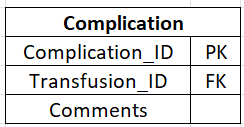 Complication
Complication_ID PK
Transfusion_ID FK
Comments